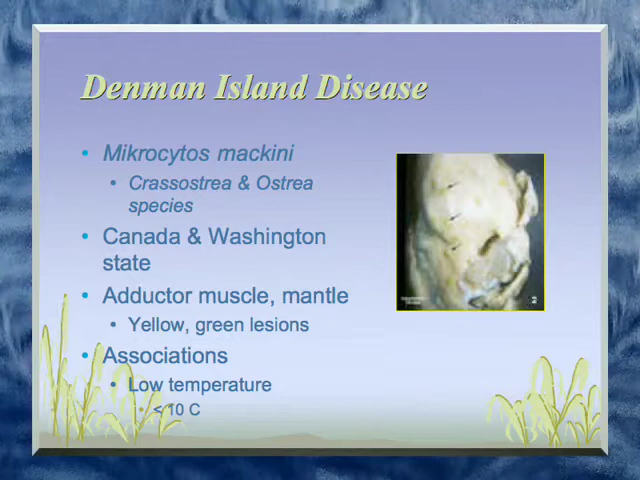 Denman Island Disease
• Mikrocytos mackini
• Crassostrea & Ostrea
species
• Canada & Washington
state
• Adductor muscle, mantle
• Yellow, green lesions
• Associations
• Low temperature
• < 10 C
2